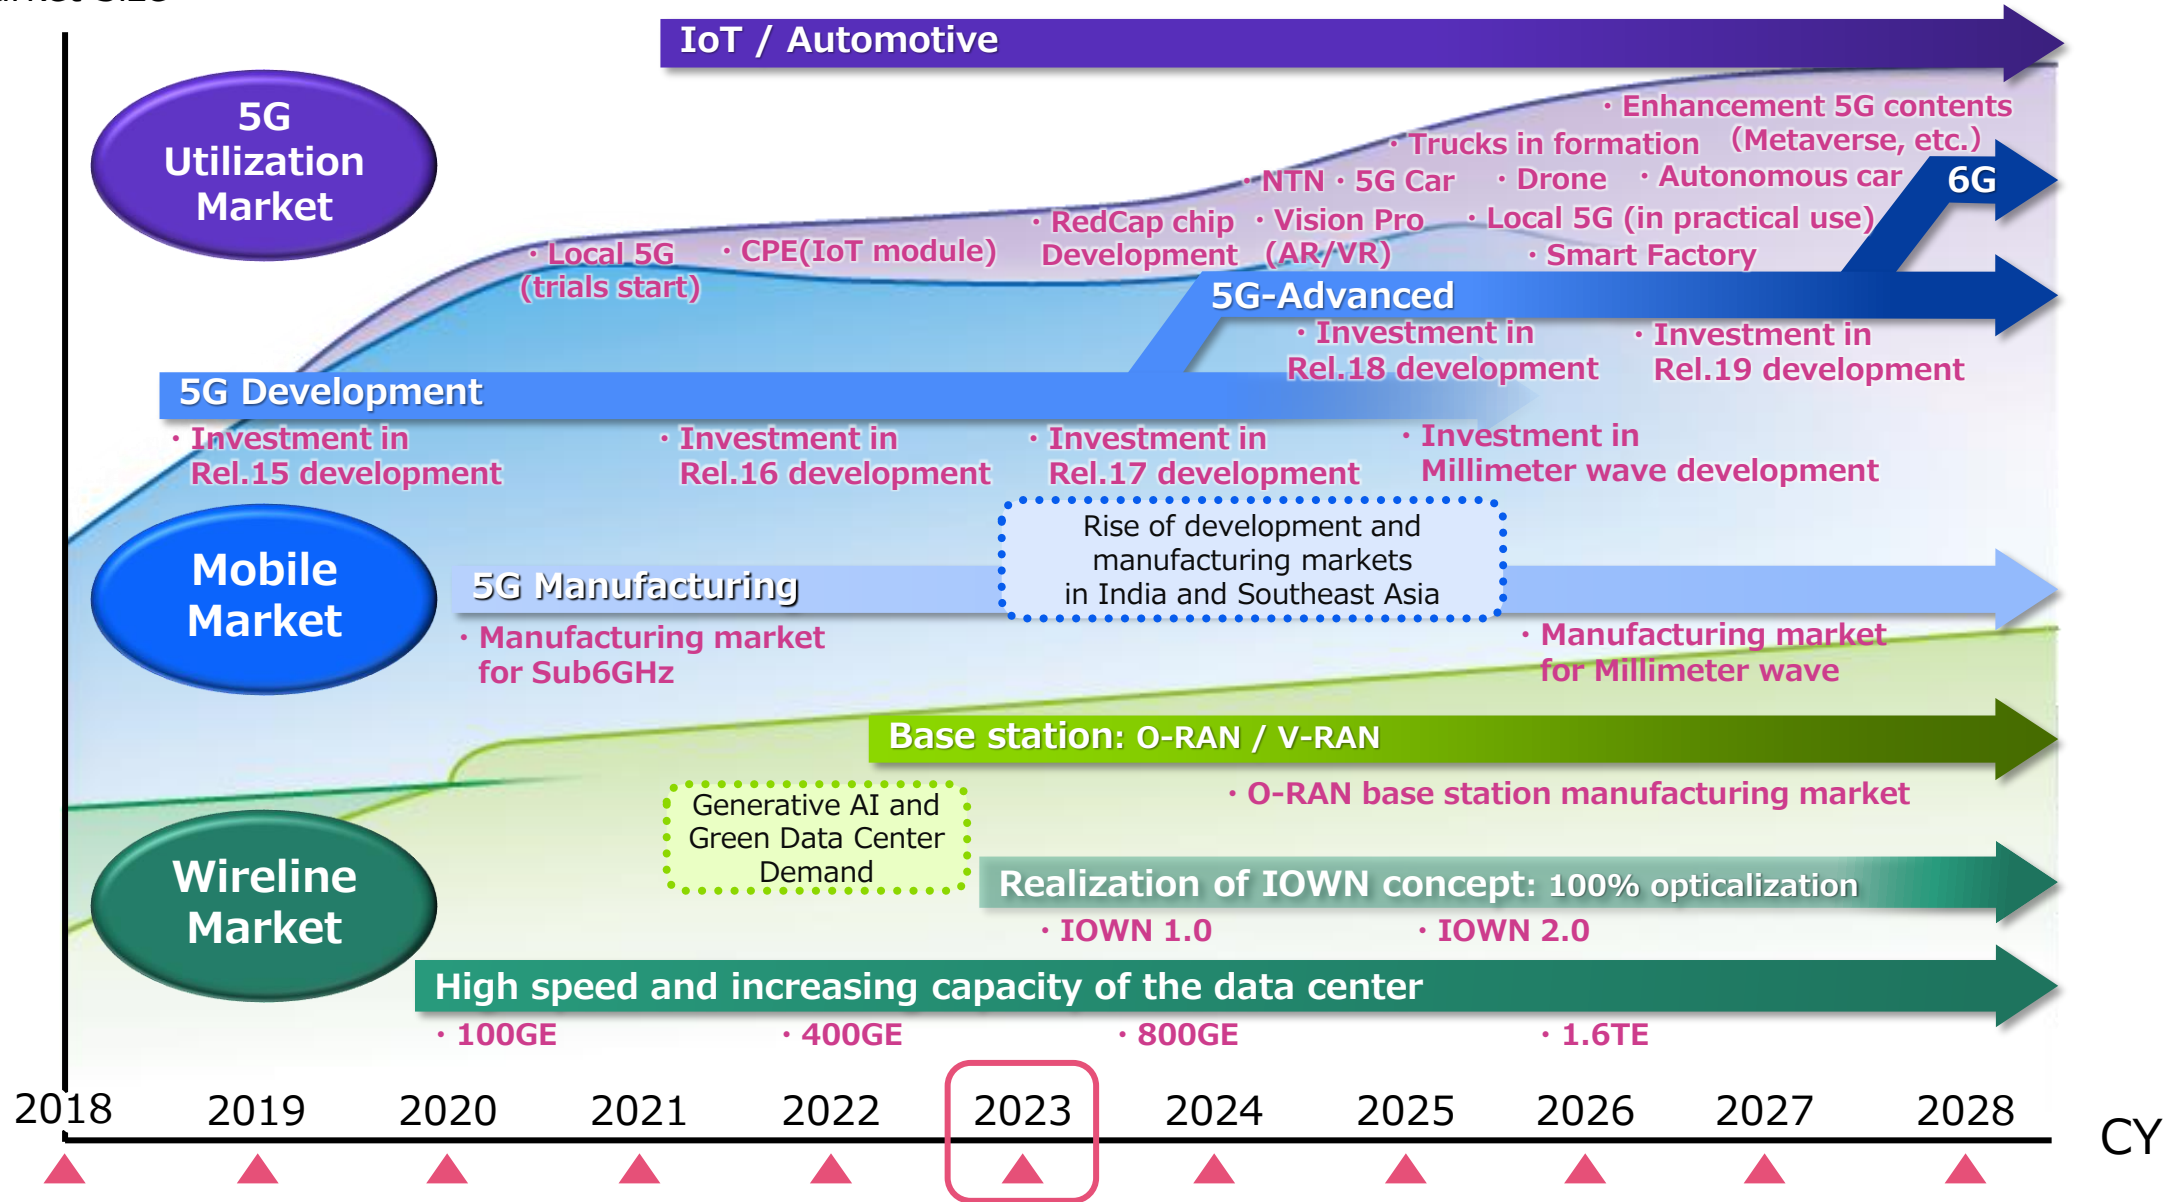 IoT / Automotive
5G
Utilization
Market
・Enhancement 5G contents
(Metaverse, etc.)
・Trucks in formation
・NTN・5G Car
・Drone
・Autonomous car
6G
・RedCap chip
Development
・Vision Pro
(AR/VR)
・Local 5G (in practical use)
・Smart Factory
・Local 5G
(trials start)
・CPE(IoT module)
5G-Advanced
・Investment in
Rel.18 development
・Investment in
Rel.19 development
5G Development
・Investment in
Rel.15 development
・Investment in
Rel.16 development
・Investment in
Rel.17 development
・Investment in
Millimeter wave development
Mobile
Market
Rise of development and
manufacturing markets
in India and Southeast Asia
5G Manufacturing
・Manufacturing market
for Sub6GHz
・Manufacturing market
for Millimeter wave
Base station: O-RAN / V-RAN
・O-RAN base station manufacturing market
Generative AI and
Green Data Center
Demand
Wireline
Market
Realization of IOWN concept: 100% opticalization
・IOWN 1.0
・IOWN 2.0
High speed and increasing capacity of the data center
・100GE
・400GE
・800GE
・1.6TE
2018
2019
2020
2021
2022
2023
2024
2025
2026
2027
2028
CY